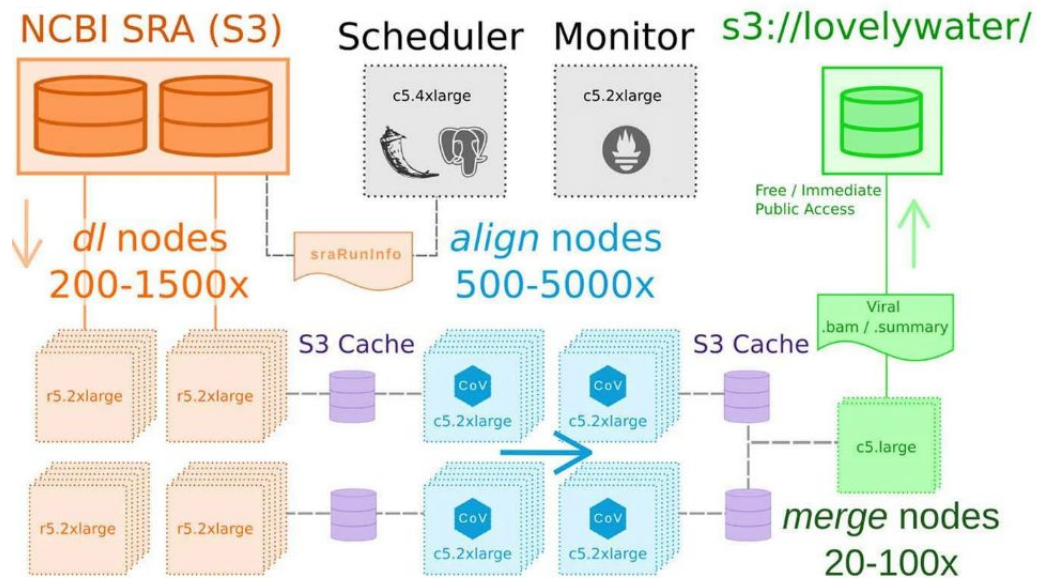 NCBI SRA (S3)
Scheduler
Monitor
s3://lovelywater/
c5.4xlarge
c5.2xlarge
Free / Immediate
Public Access
dl nodes
200-1500x
sraRunInfo
align nodes
500-5000x
Viral
.bam / .summary
S3 Cache
S3 Cache
r5.2xlarge
r5.2xlarge
CoV
c5.2xlarge
CoV
c5.2xlarge
c5.large
r5.2xlarge
r5.2xlarge
CoV
c5.2xlarge
CoV
c5.2xlarge
merge nodes
20-100x